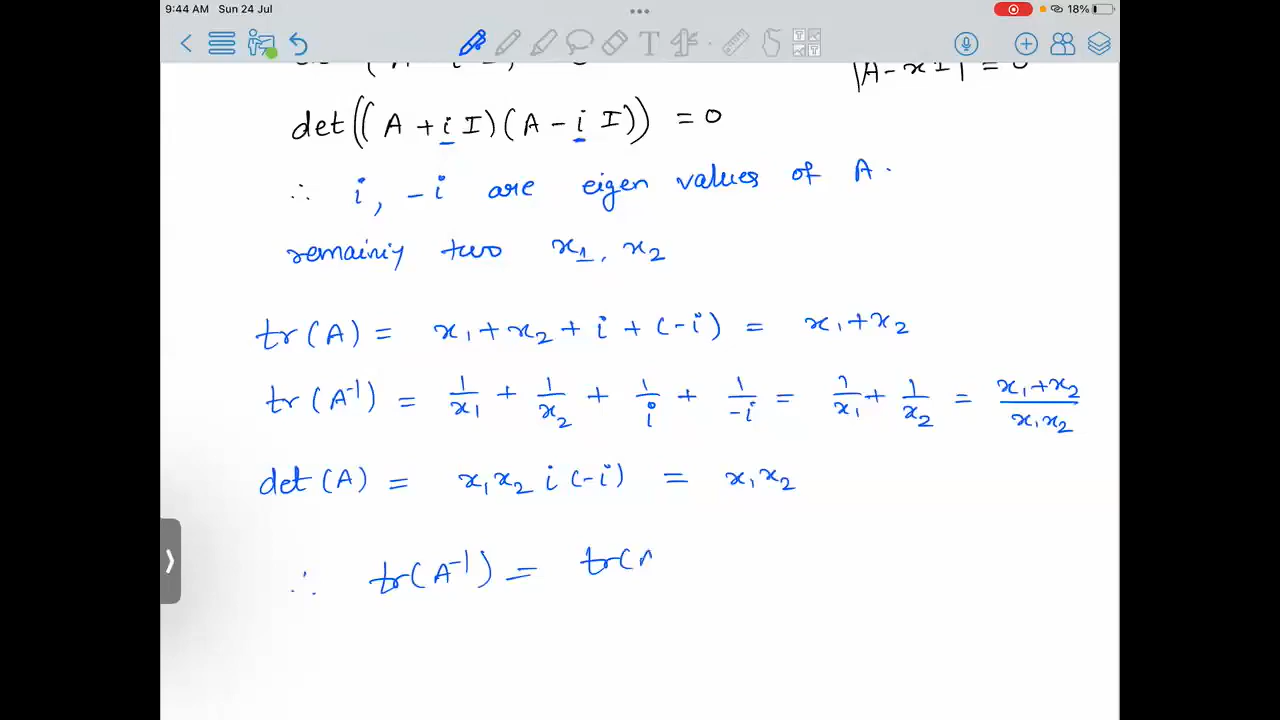 9:44 AM Sun 24 Jul
18%
T
|A-xI| = 0
det((A + i I)(A - i I)) = 0
∴ i, -i are eigen values of A.
remainiy two x₁, x₂
tr(A) = x₁ + x₂ + i + (-i) = x₁ + x₂
tr(A⁻¹) = 1/x₁ + 1/x₂ + 1/i + 1/-i = 1/x₁ + 1/x₂ = (x₁+x₂)/(x₁x₂)
det(A) = x₁x₂ i (-i) = x₁x₂
∴ tr(A⁻¹) = tr(A